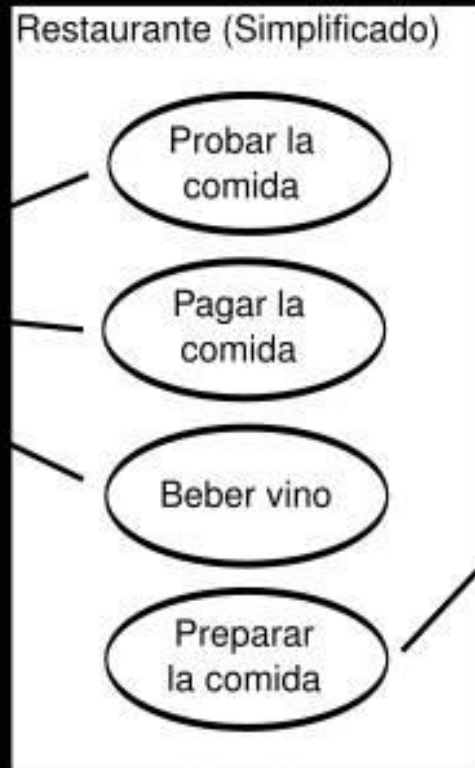 Restaurante (Simplificado)
Probar la
comida
Pagar la
comida
Beber vino
Preparar
la comida